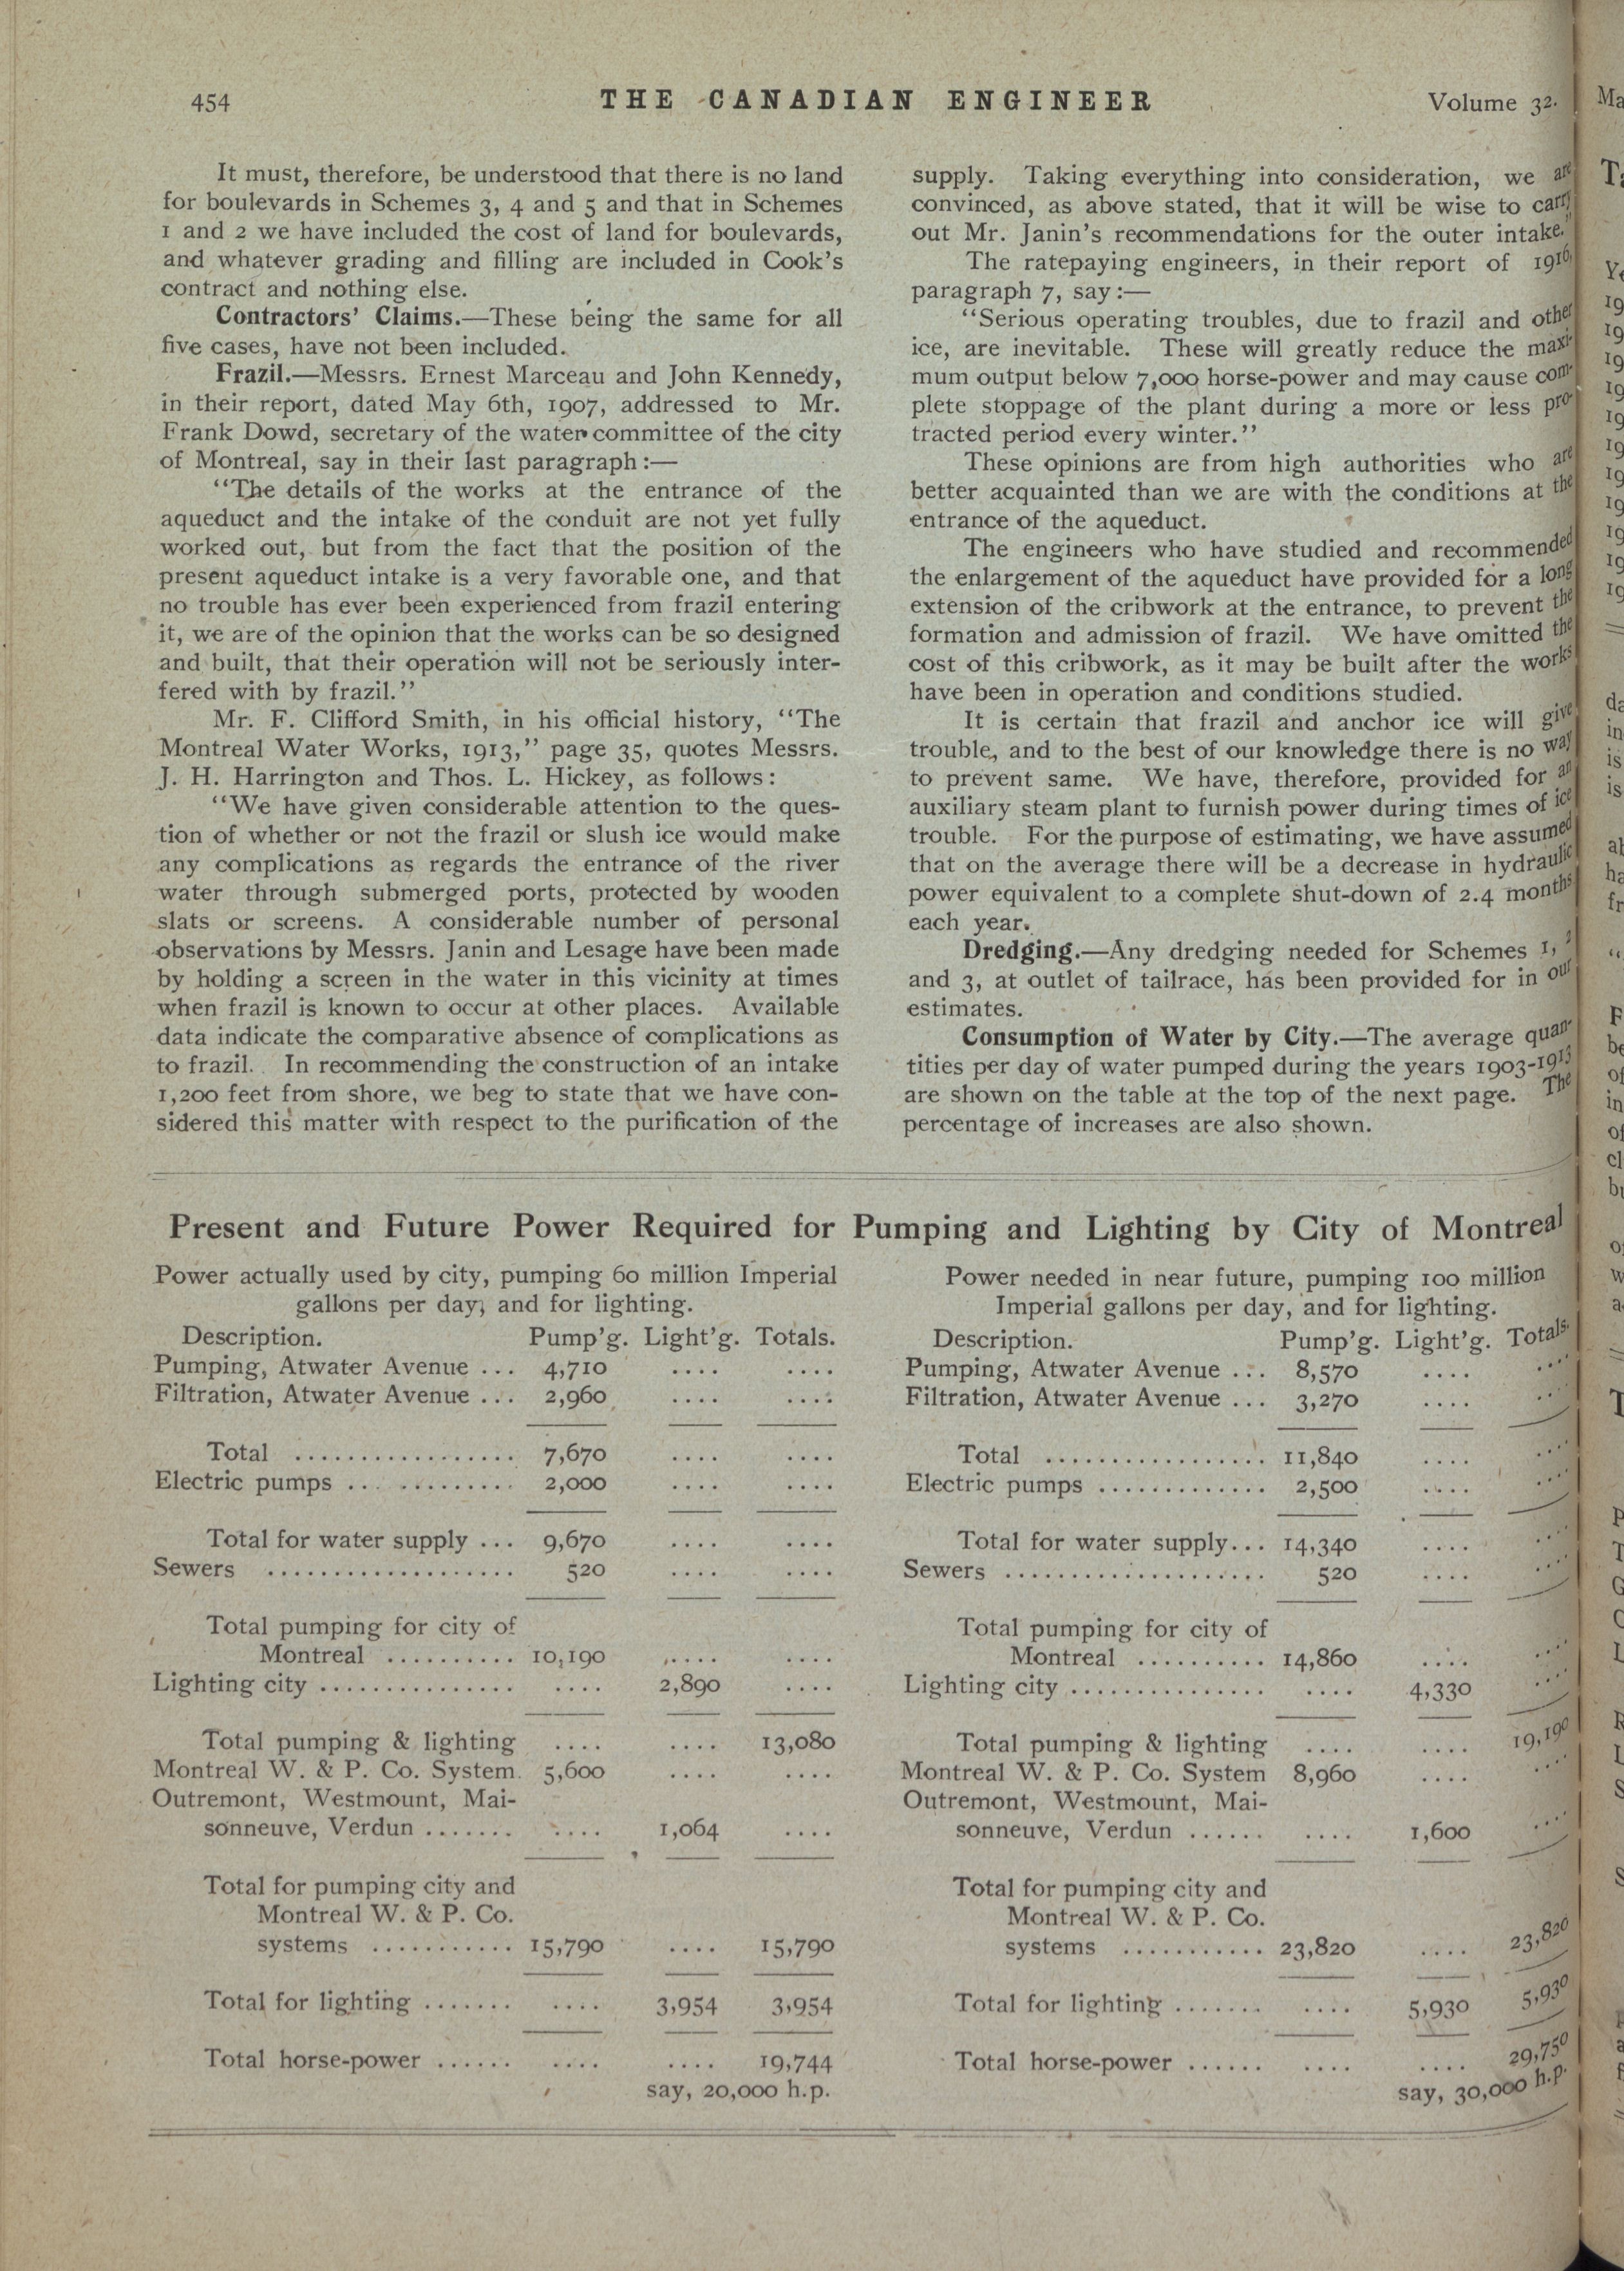 454
THE CANADIAN ENGINEER
Volume 32.
It must, therefore, be understood that there is no land
for boulevards in Schemes 3, 4 and 5 and that in Schemes
1 and 2 we have included the cost of land for boulevards,
and whatever grading and filling are included in Cook's
contract and nothing else.
Contractors' Claims.—These being the same for all
five cases, have not been included.
Frazil.—Messrs. Ernest Marceau and John Kennedy,
in their report, dated May 6th, 1907, addressed to Mr.
Frank Dowd, secretary of the water committee of the city
of Montreal, say in their last paragraph:—
"The details of the works at the entrance of the
aqueduct and the intake of the conduit are not yet fully
worked out, but from the fact that the position of the
present aqueduct intake is a very favorable one, and that
no trouble has ever been experienced from frazil entering
it, we are of the opinion that the works can be so designed
and built, that their operation will not be seriously inter-
fered with by frazil."
Mr. F. Clifford Smith, in his official history, "The
Montreal Water Works, 1913," page 35, quotes Messrs.
J. H. Harrington and Thos. L. Hickey, as follows:
"We have given considerable attention to the ques-
tion of whether or not the frazil or slush ice would make
any complications as regards the entrance of the river
water through submerged ports, protected by wooden
slats or screens. A considerable number of personal
observations by Messrs. Janin and Lesage have been made
by holding a screen in the water in this vicinity at times
when frazil is known to occur at other places. Available
data indicate the comparative absence of complications as
to frazil. In recommending the construction of an intake
1,200 feet from shore, we beg to state that we have con-
sidered this matter with respect to the purification of the
supply. Taking everything into consideration, we are
convinced, as above stated, that it will be wise to carry
out Mr. Janin's recommendations for the outer intake."
The ratepaying engineers, in their report of 1916,
paragraph 7, say:—
"Serious operating troubles, due to frazil and other
ice, are inevitable. These will greatly reduce the maxi-
mum output below 7,000 horse-power and may cause com-
plete stoppage of the plant during a more or less pro-
tracted period every winter."
These opinions are from high authorities who are
better acquainted than we are with the conditions at the
entrance of the aqueduct.
The engineers who have studied and recommended
the enlargement of the aqueduct have provided for a long
extension of the cribwork at the entrance, to prevent the
formation and admission of frazil. We have omitted the
cost of this cribwork, as it may be built after the works
have been in operation and conditions studied.
It is certain that frazil and anchor ice will give
trouble, and to the best of our knowledge there is no way
to prevent same. We have, therefore, provided for an
auxiliary steam plant to furnish power during times of ice
trouble. For the purpose of estimating, we have assumed
that on the average there will be a decrease in hydraulic
power equivalent to a complete shut-down of 2.4 months
each year.
Dredging.—Any dredging needed for Schemes 1, 2
and 3, at outlet of tailrace, has been provided for in our
estimates.
Consumption of Water by City.—The average quan-
tities per day of water pumped during the years 1903-1913
are shown on the table at the top of the next page. The
percentage of increases are also shown.
Present and Future Power Required for Pumping and Lighting by City of Montreal
Power actually used by city, pumping 60 million Imperial
gallons per day, and for lighting.
Description. Pump'g. Light'g. Totals.
Pumping, Atwater Avenue ... 4,710 .... ....
Filtration, Atwater Avenue ... 2,960 .... ....
Total ................. 7,670 .... ....
Electric pumps ............ 2,000 .... ....
Total for water supply ... 9,670 .... ....
Sewers ................... 520 .... ....
Total pumping for city of
Montreal .......... 10,190 .... ....
Lighting city ............... .... 2,890 ....
Total pumping & lighting .... .... 13,080
Montreal W. & P. Co. System. 5,600 .... ....
Outremont, Westmount, Mai-
sonneuve, Verdun ....... .... 1,064 ....
Total for pumping city and
Montreal W. & P. Co.
systems ........... 15,790 .... 15,790
Total for lighting ....... .... 3,954 3,954
Total horse-power ...... .... .... 19,744
say, 20,000 h.p.
Power needed in near future, pumping 100 million
Imperial gallons per day, and for lighting.
Description. Pump'g. Light'g. Totals.
Pumping, Atwater Avenue ... 8,570 .... ....
Filtration, Atwater Avenue ... 3,270 .... ....
Total ................. 11,840 .... ....
Electric pumps ............. 2,500 .... ....
Total for water supply... 14,340 .... ....
Sewers .................... 520 .... ....
Total pumping for city of
Montreal .......... 14,860 .... ....
Lighting city ............... .... 4,330 ....
Total pumping & lighting .... .... 19,190
Montreal W. & P. Co. System 8,960 .... ....
Outremont, Westmount, Mai-
sonneuve, Verdun ...... .... 1,600 ....
Total for pumping city and
Montreal W. & P. Co.
systems ........... 23,820 .... 23,820
Total for lighting ....... .... 5,930 5,930
Total horse-power ...... .... .... 29,750
say, 30,000 h.p.